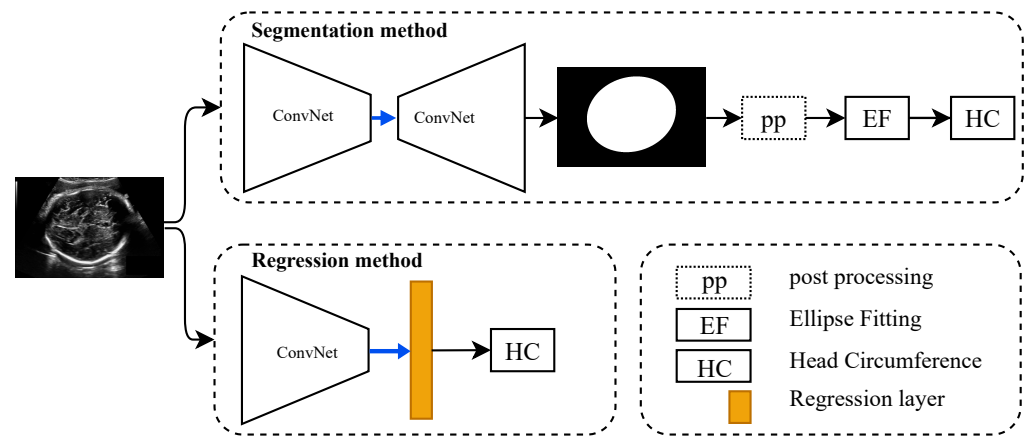 Segmentation method
ConvNet
ConvNet
pp
EF
HC
Regression method
ConvNet
HC
pp
post processing
EF
Ellipse Fitting
HC
Head Circumference
Regression layer